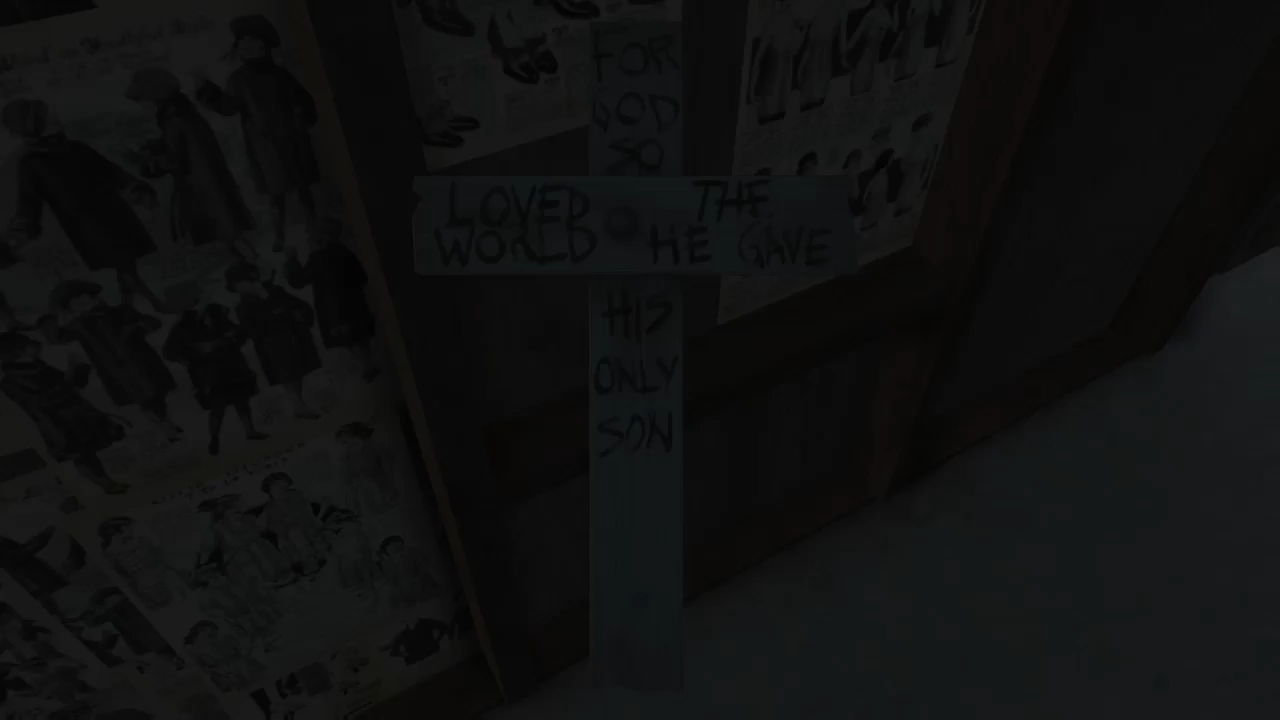 FOR
GOD
SO
LOVED THE
WORLD HE GAVE
HIS
ONLY
SON